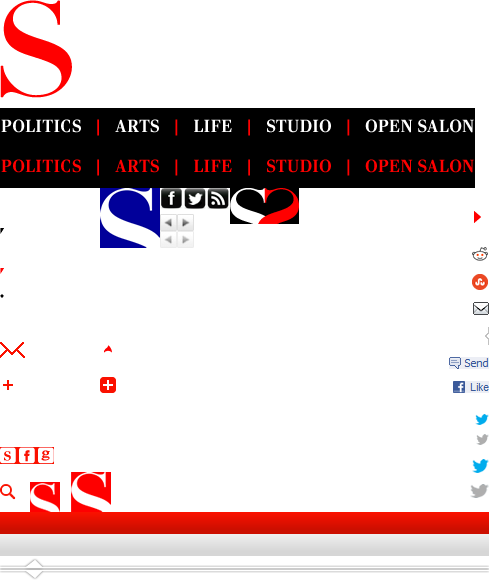 S
POLITICS | ARTS | LIFE | STUDIO | OPEN SALON
POLITICS | ARTS | LIFE | STUDIO | OPEN SALON
S f S
Send
f Like
s f g
S S